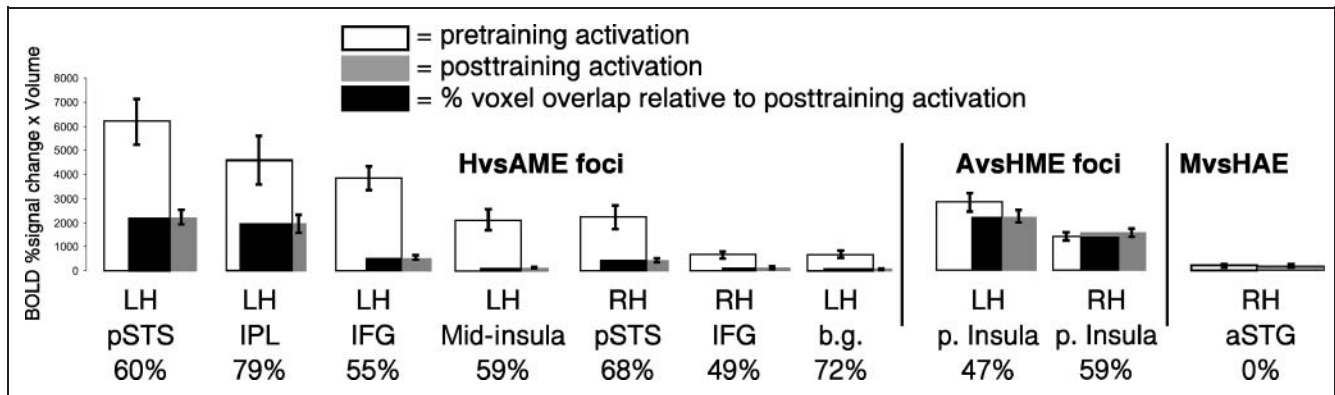 = pretraining activation
= posttraining activation
= % voxel overlap relative to posttraining activation
BOLD %signal change x Volume
8000
7000
6000
5000
4000
3000
2000
1000
0
HvsAME foci
AvsHME foci
MvsHAE
LH LH LH LH RH RH LH LH RH RH
pSTS IPL IFG Mid-insula pSTS IFG b.g. p. Insula p. Insula aSTG
60% 79% 55% 59% 68% 49% 72% 47% 59% 0%